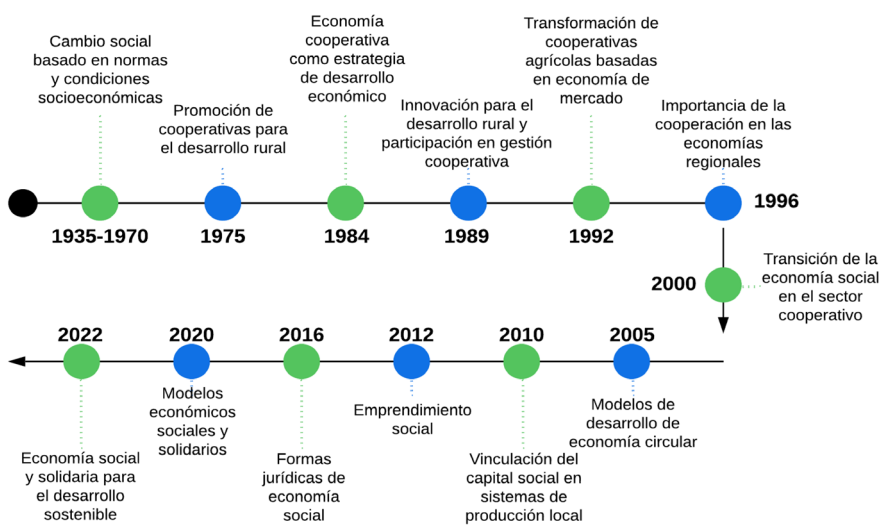 Cambio social
basado en normas
y condiciones
socioeconómicas
1935-1970
Promoción de
cooperativas para
el desarrollo rural
1975
Economía
cooperativa
como estrategia
de desarrollo
económico
1984
Innovación para el
desarrollo rural y
participación en gestión
cooperativa
1989
Transformación de
cooperativas
agrícolas basadas
en economía de
mercado
1992
Importancia de la
cooperación en las
economías
regionales
1996
2000
Transición de la
economía social
en el sector
cooperativo
2005
Modelos de
desarrollo de
economía circular
2010
Vinculación del
capital social en
sistemas de
producción local
2012
Emprendimiento
social
2016
Formas
jurídicas de
economía
social
2020
Modelos
económicos
sociales y
solidarios
2022
Economía social
y solidaria para
el desarrollo
sostenible